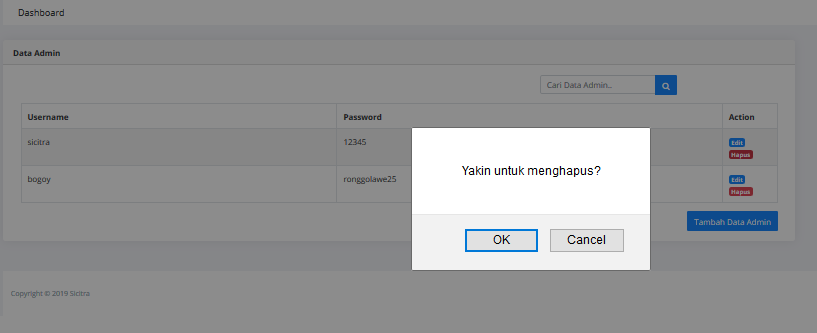 Dashboard
Data Admin
Cari Data Admin..
Username Password Action
sicitra 12345 Edit
Hapus
Yakin untuk menghapus?
bogoy ronggolawe25 Edit
Hapus
Tambah Data Admin
OK Cancel
Copyright © 2019 Sicitra